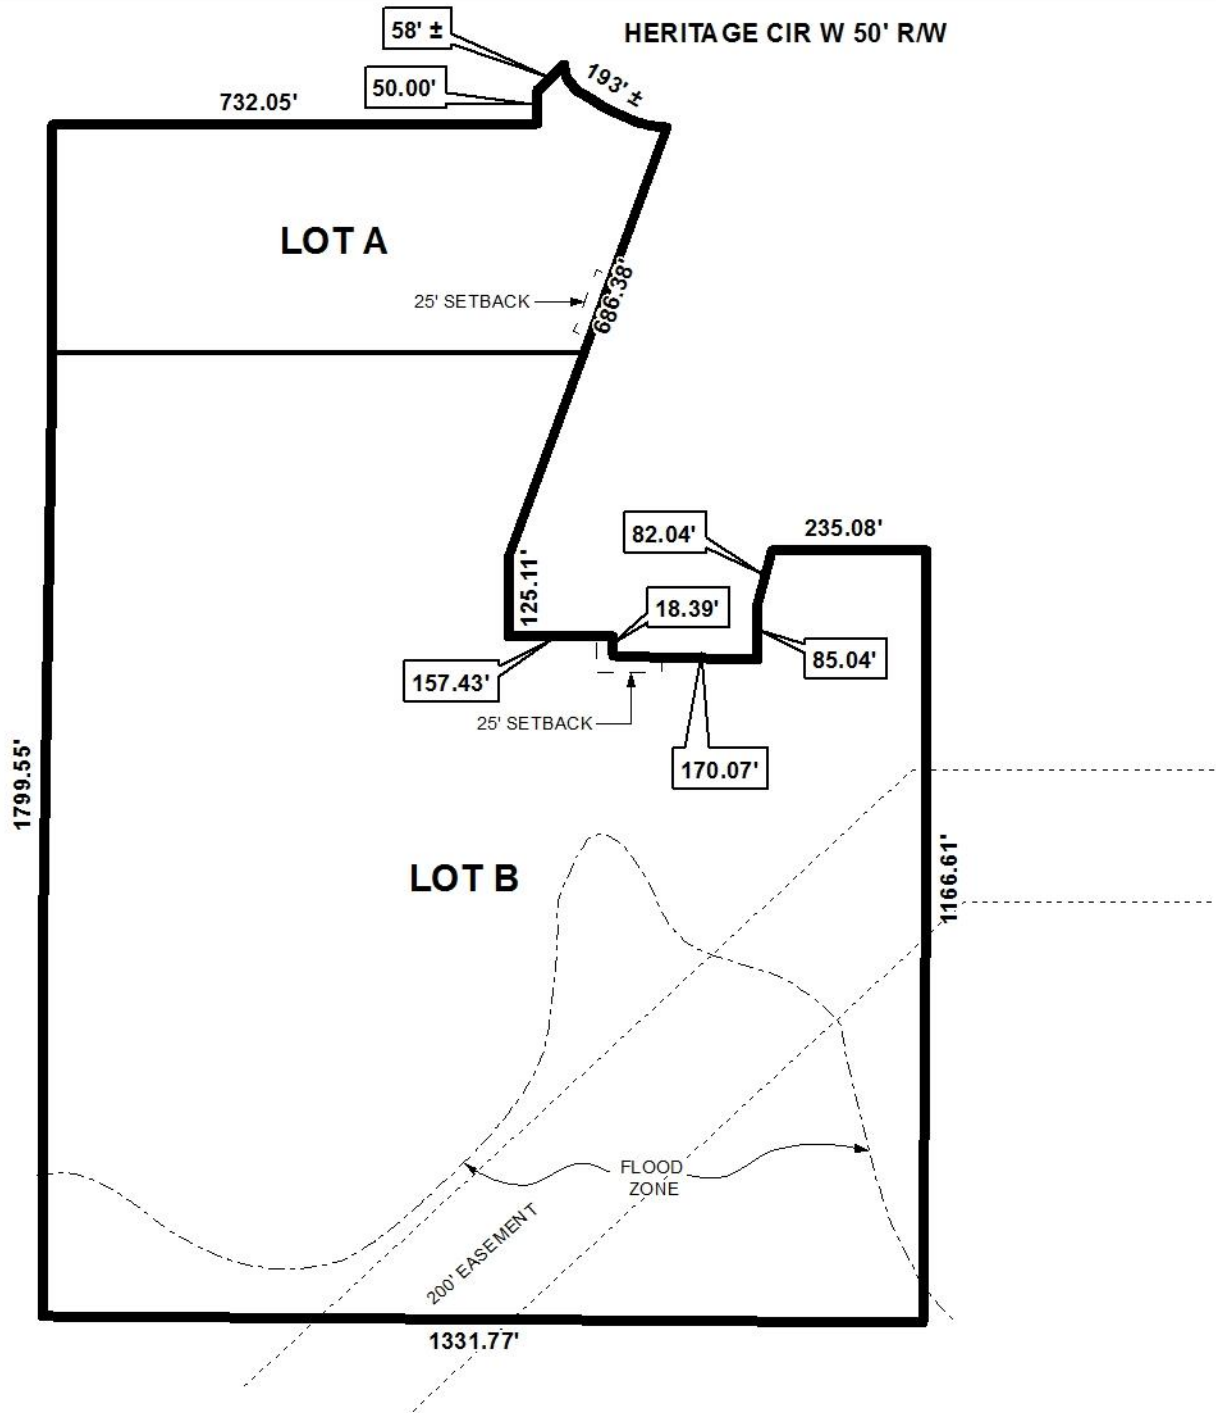 HERITAGE CIR W 50' R/W
58' ±
50.00'
193' ±
732.05'
LOT A
25' SETBACK
686.38'
82.04'
235.08'
125.11'
18.39'
157.43'
85.04'
25' SETBACK
170.07'
1799.55'
LOT B
1166.61'
FLOOD
ZONE
200' EASEMENT
1331.77'